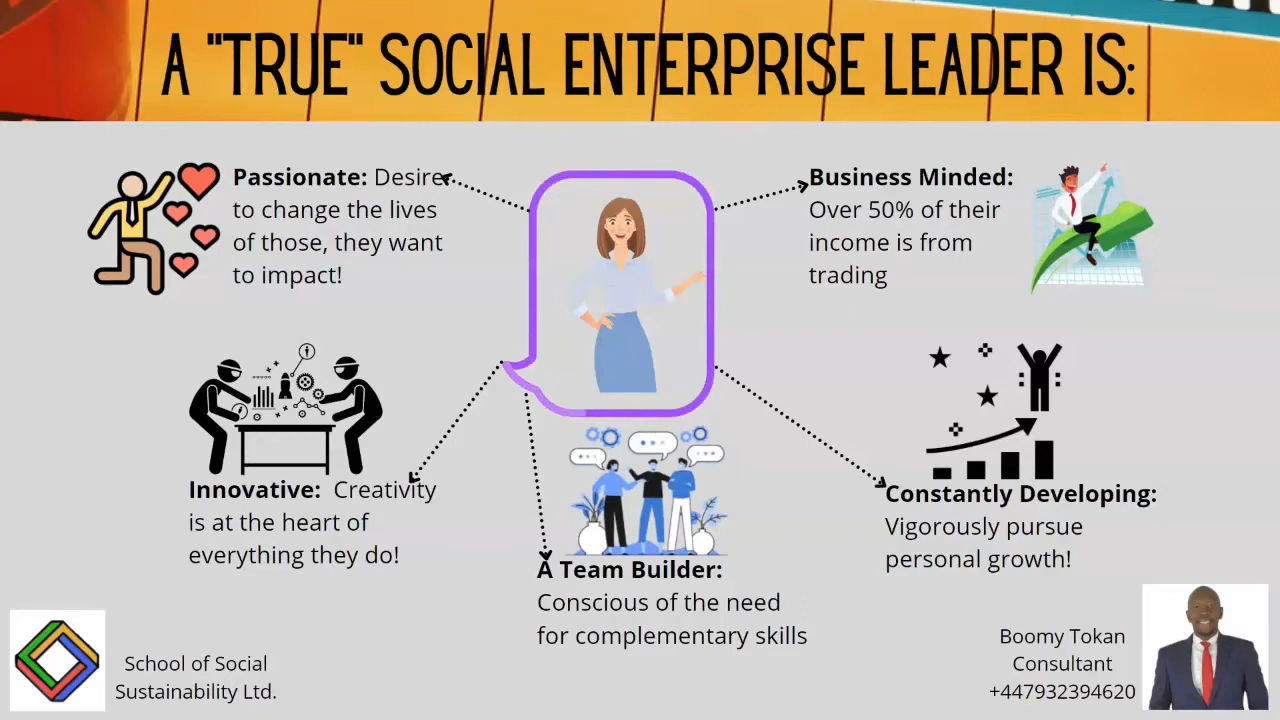 A "TRUE" SOCIAL ENTERPRISE LEADER IS:
Passionate: Desire
to change the lives
of those, they want
to impact!
Business Minded:
Over 50% of their
income is from
trading
Innovative: Creativity
is at the heart of
everything they do!
A Team Builder:
Conscious of the need
for complementary skills
Constantly Developing:
Vigorously pursue
personal growth!
School of Social
Sustainability Ltd.
Boomy Tokan
Consultant
+447932394620